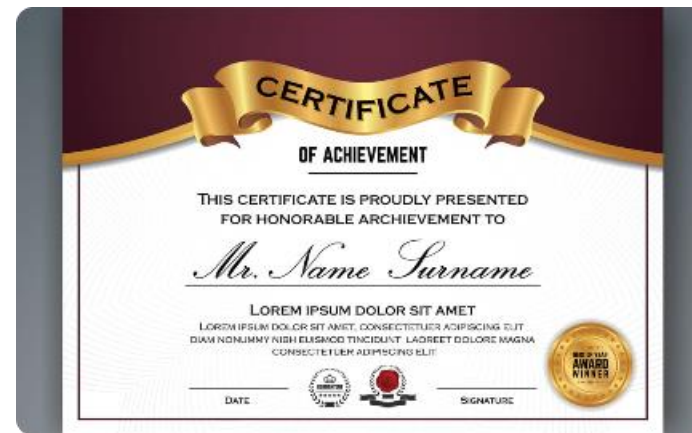 CERTIFICATE
OF ACHIEVEMENT
THIS CERTIFICATE IS PROUDLY PRESENTED
FOR HONORABLE ARCHIEVEMENT TO
Mr. Name Surname
LOREM IPSUM DOLOR SIT AMET
LOREM IPSUM DOLOR SIT AMET, CONSECTETUER ADIPISCING ELIT
DIAM NONUMMY NIBH EUISMOD TINCIDUNT LAOREET DOLORE MAGNA
CONSECTETUER ADIPISCING ELIT
AWARD
WINNER
DATE
SIGNATURE